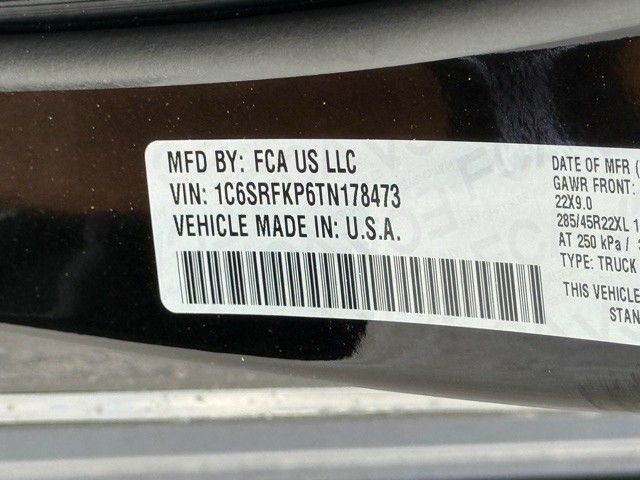 MFD BY: FCA US LLC
VIN: 1C6SRFKP6TN178473
VEHICLE MADE IN: U.S.A.
DATE OF MFR (
GAWR FRONT:
22X9.0
285/45R22XL
AT 250 kPa /
TYPE: TRUCK
THIS VEHICLE
STAN